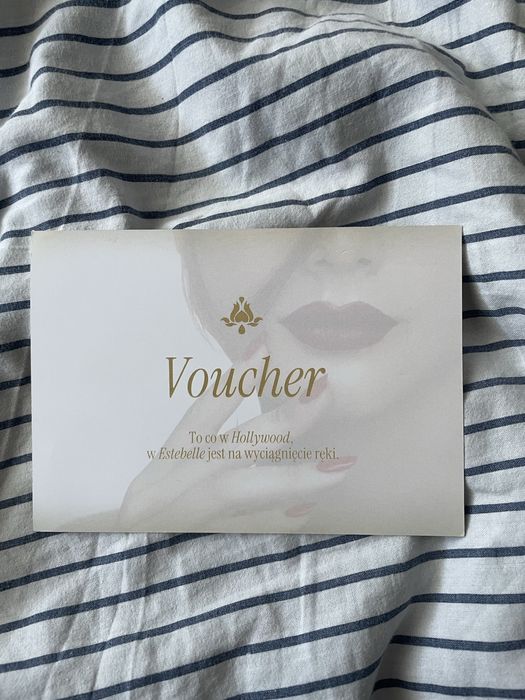 Voucher
To co w Hollywood,
w Estebelle jest na wyciągnięcie ręki.